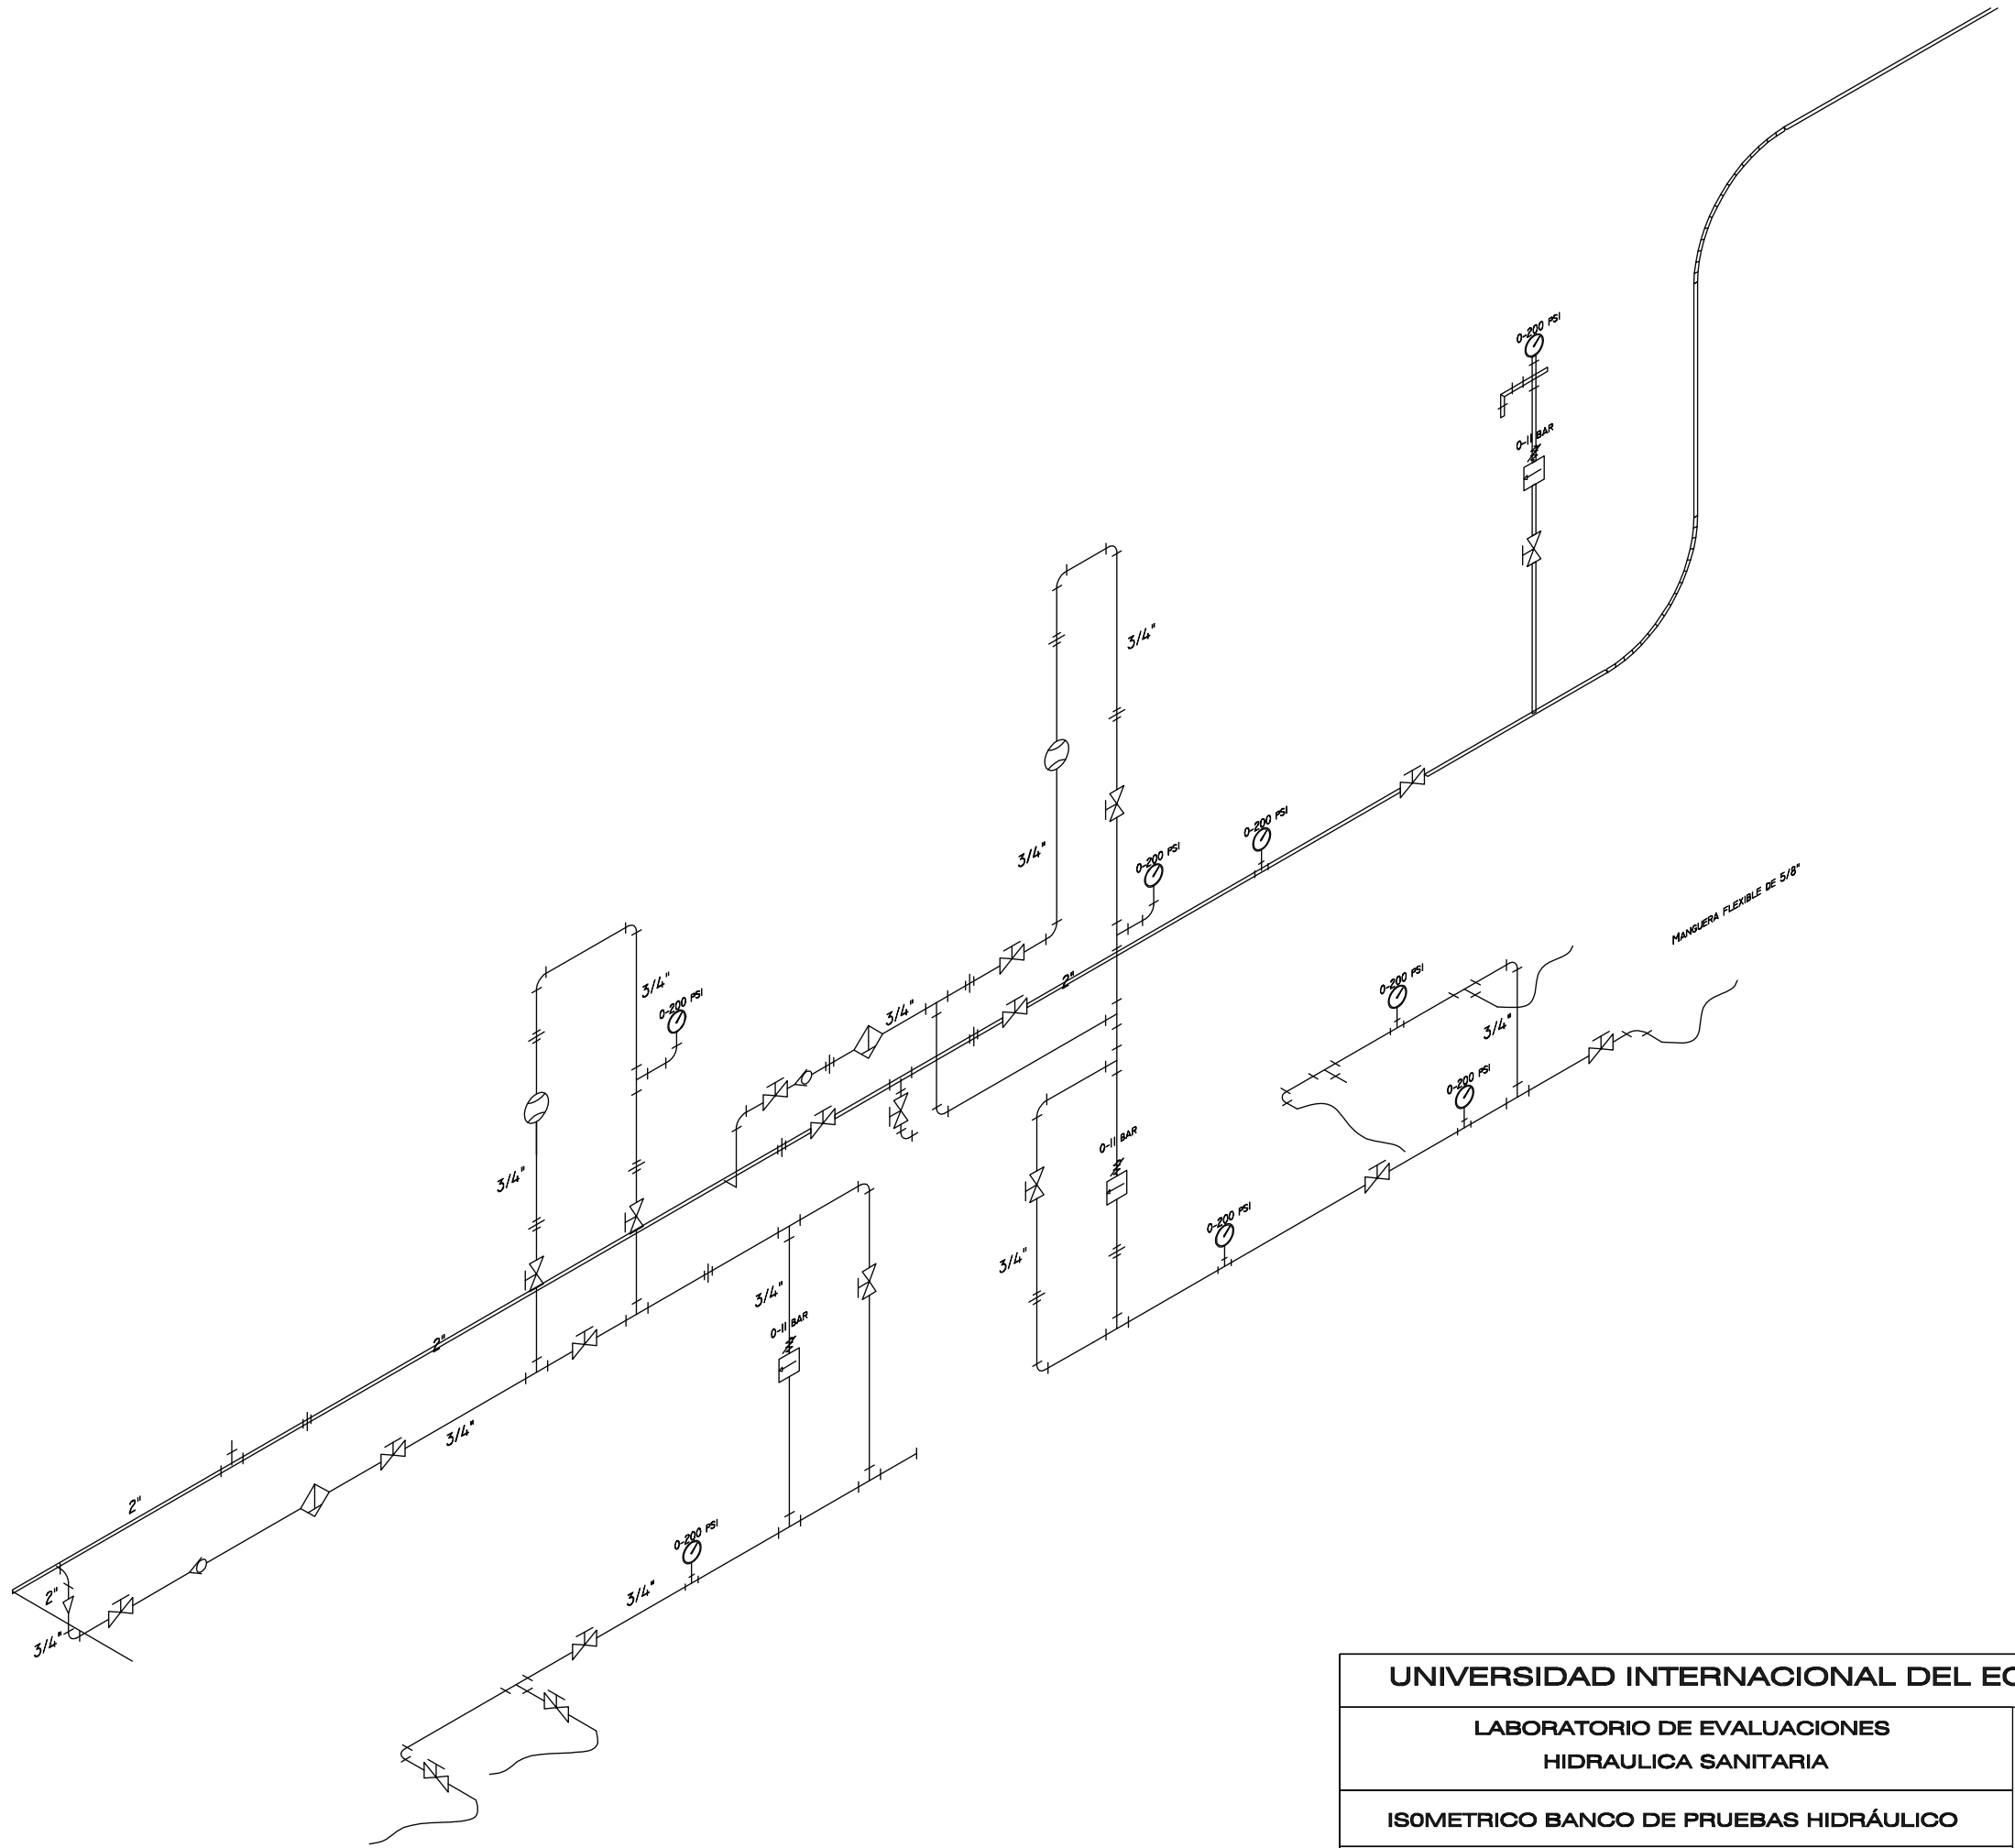 0-200 PSI
0-11 BAR
3/4"
3/4"
0-200 PSI
0-200 PSI
MANGUERA FLEXIBLE DE 5/8"
3/4"
0-200 PSI
2"
0-200 PSI
3/4"
3/4"
0-200 PSI
3/4"
0-11 BAR
3/4"
0-200 PSI
3/4"
3/4"
0-11 BAR
2"
3/4"
2"
0-200 PSI
3/4"
2"
3/4"
UNIVERSIDAD INTERNACIONAL DEL
LABORATORIO DE EVALUACIONES
HIDRAULICA SANITARIA
ISOMETRICO BANCO DE PRUEBAS HIDRÁULICO